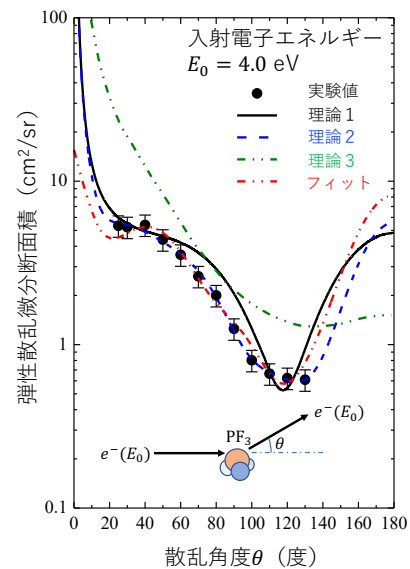 入射電子エネルギー
E₀ = 4.0 eV
実験値
理論1
理論2
理論3
フィット
弾性散乱微分断面積（cm²/sr）
100
10
1
0.1
e⁻(E₀)
PF₃
e⁻(E₀)
θ
0 20 40 60 80 100 120 140 160 180
散乱角度θ（度）